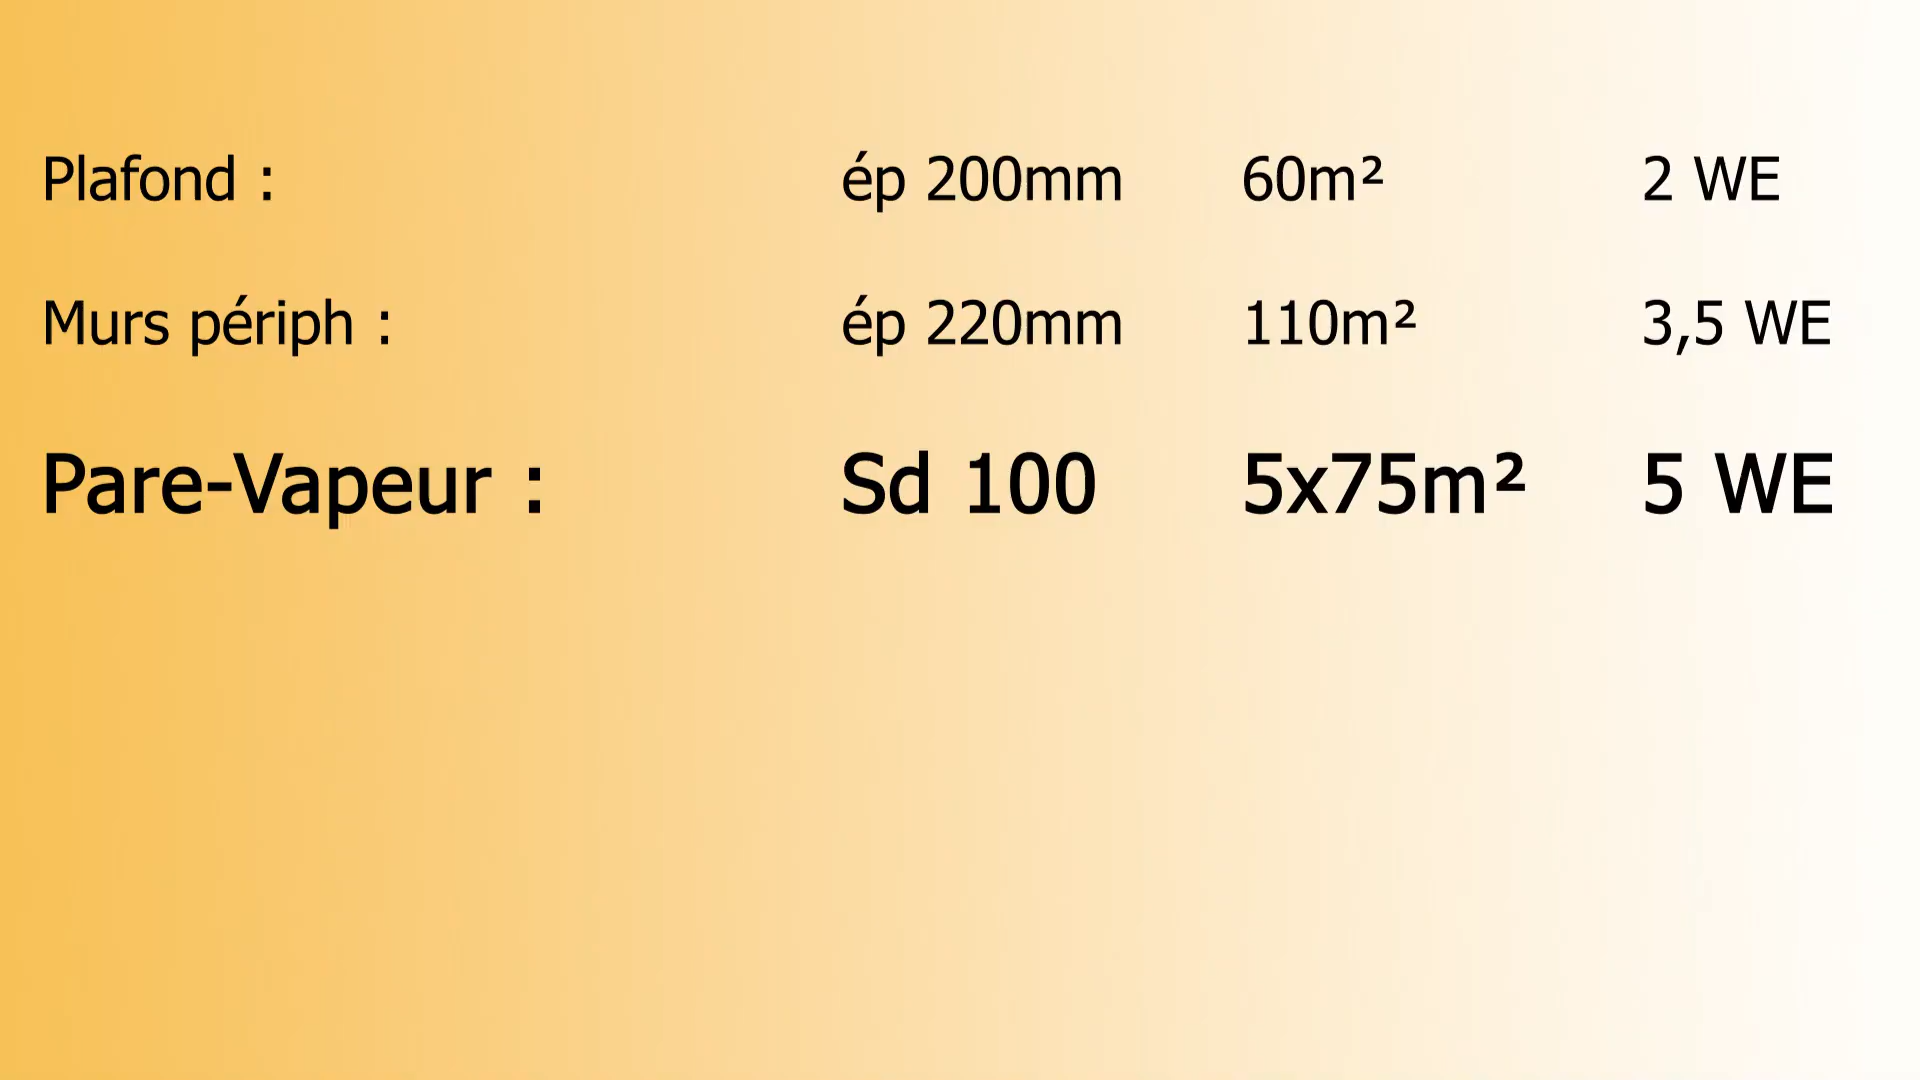 Plafond : ép 200mm 60m² 2 WE
Murs périph : ép 220mm 110m² 3,5 WE
Pare-Vapeur : Sd 100 5x75m² 5 WE